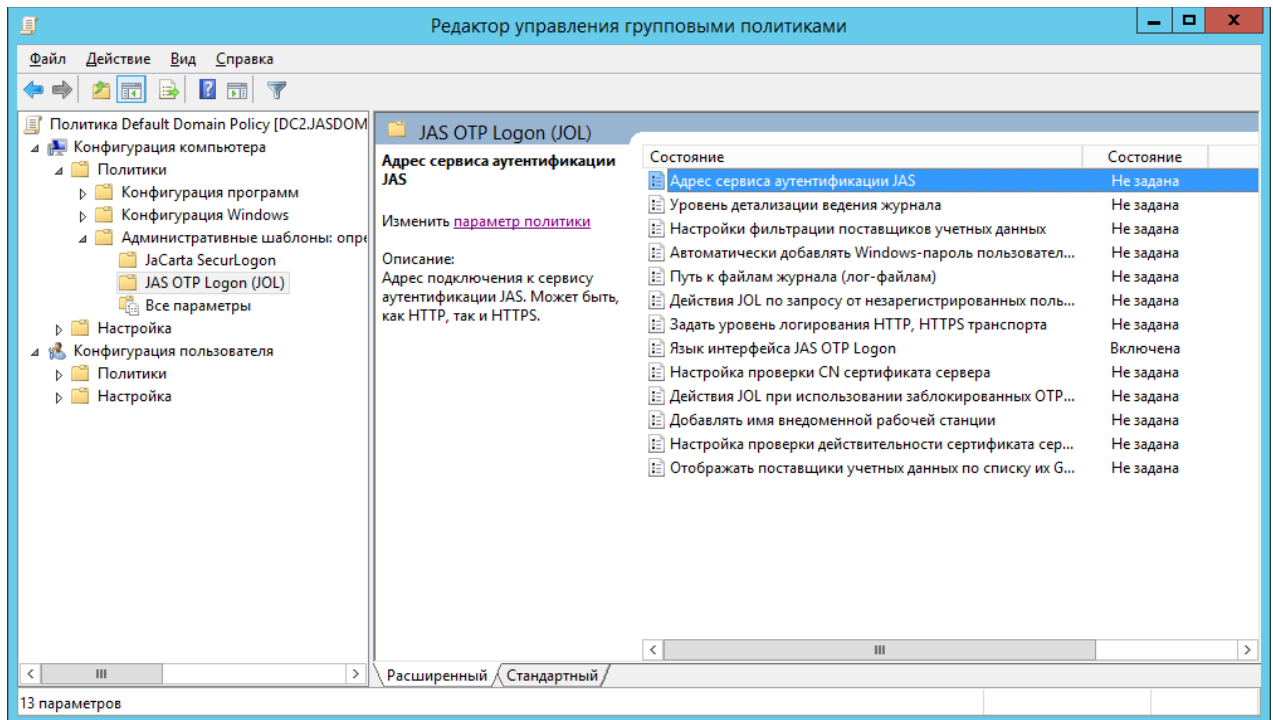 Редактор управления групповыми политиками
Файл Действие Вид Справка
Политика Default Domain Policy [DC2.JASDOM
Конфигурация компьютера
Политики
Конфигурация программ
Конфигурация Windows
Административные шаблоны: опре
JaCarta SecurLogon
JAS OTP Logon (JOL)
Все параметры
Настройка
Конфигурация пользователя
Политики
Настройка
JAS OTP Logon (JOL)
Адрес сервиса аутентификации
JAS
Изменить параметр политики
Описание:
Адрес подключения к сервису
аутентификации JAS. Может быть,
как HTTP, так и HTTPS.
Состояние Состояние
Адрес сервиса аутентификации JAS Не задана
Уровень детализации ведения журнала Не задана
Настройки фильтрации поставщиков учетных данных Не задана
Автоматически добавлять Windows-пароль пользовател... Не задана
Путь к файлам журнала (лог-файлам) Не задана
Действия JOL по запросу от незарегистрированных поль... Не задана
Задать уровень логирования HTTP, HTTPS транспорта Не задана
Язык интерфейса JAS OTP Logon Включена
Настройка проверки CN сертификата сервера Не задана
Действия JOL при использовании заблокированных OTP... Не задана
Добавлять имя внедоменной рабочей станции Не задана
Настройка проверки действительности сертификата сер... Не задана
Отображать поставщики учетных данных по списку их G... Не задана
Расширенный Стандартный
13 параметров